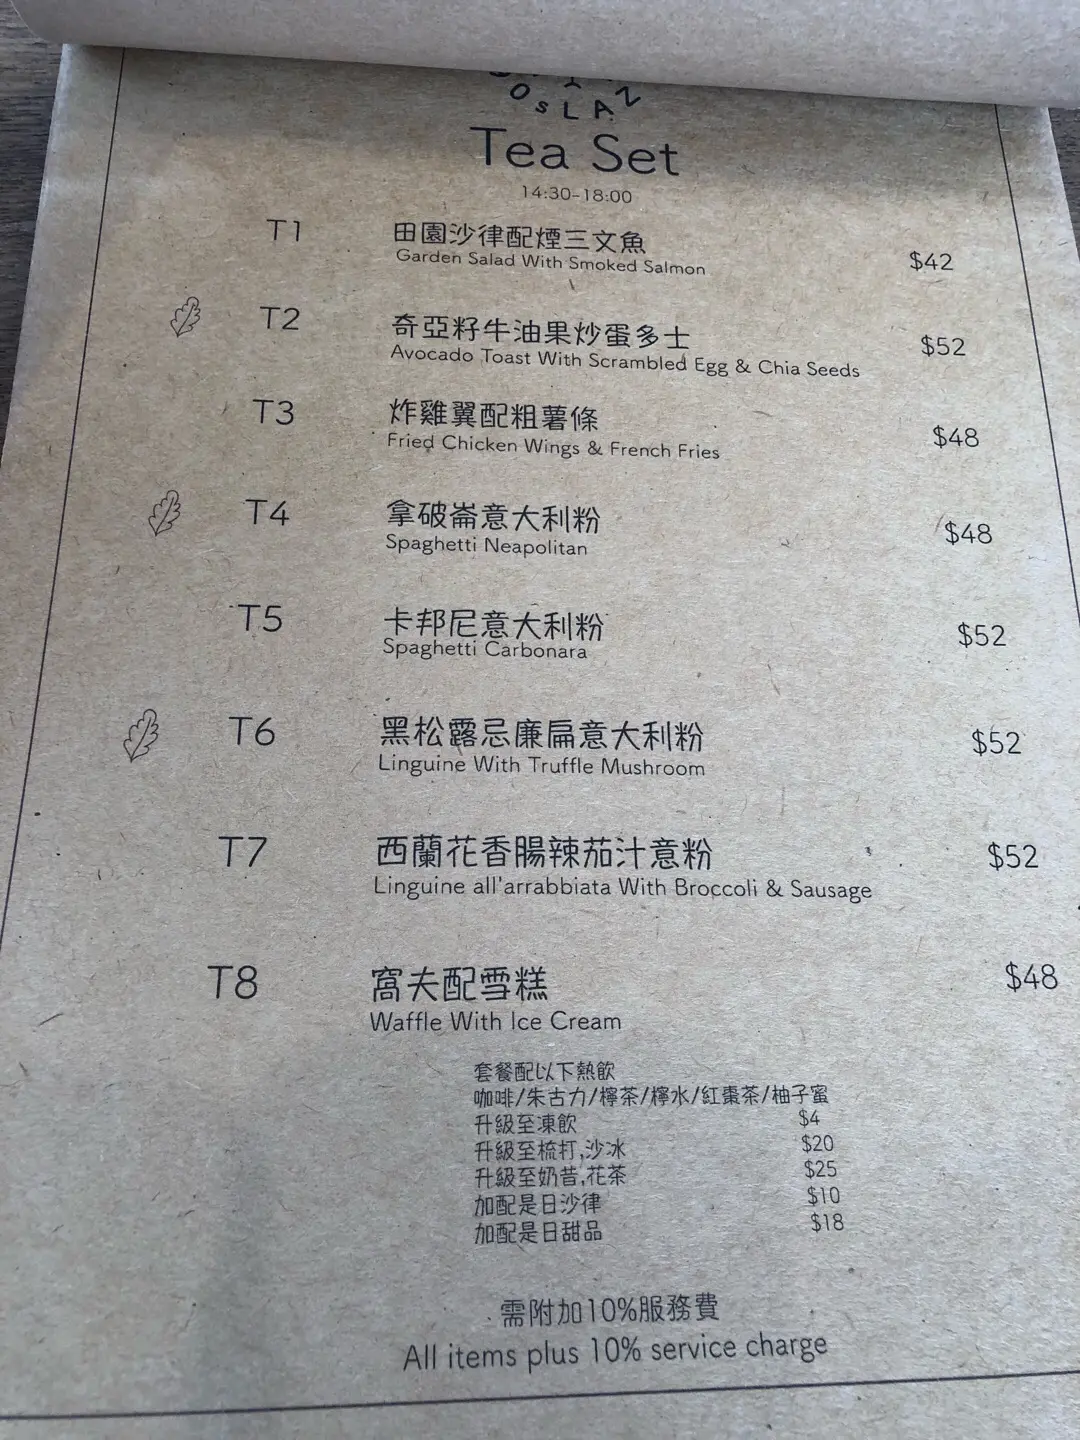 OSLAZ
Tea Set
14:30-18:00
T1 田園沙律配煙三文魚 $42
Garden Salad With Smoked Salmon
T2 奇亞籽牛油果炒蛋多士 $52
Avocado Toast With Scrambled Egg & Chia Seeds
T3 炸雞翼配粗薯條 $48
Fried Chicken Wings & French Fries
T4 拿破崙意大利粉 $48
Spaghetti Neapolitan
T5 卡邦尼意大利粉 $52
Spaghetti Carbonara
T6 黑松露忌廉扁意大利粉 $52
Linguine With Truffle Mushroom
T7 西蘭花香腸辣茄汁意粉 $52
Linguine all'arrabbiata With Broccoli & Sausage
T8 窩夫配雪糕 $48
Waffle With Ice Cream
套餐配以下熱飲
咖啡/朱古力/檸茶/檸水/紅棗茶/柚子蜜
升級至凍飲 $4
升級至梳打,沙冰 $20
升級至奶昔,花茶 $25
加配是日沙律 $10
加配是日甜品 $18
需附加10%服務費
All items plus 10% service charge